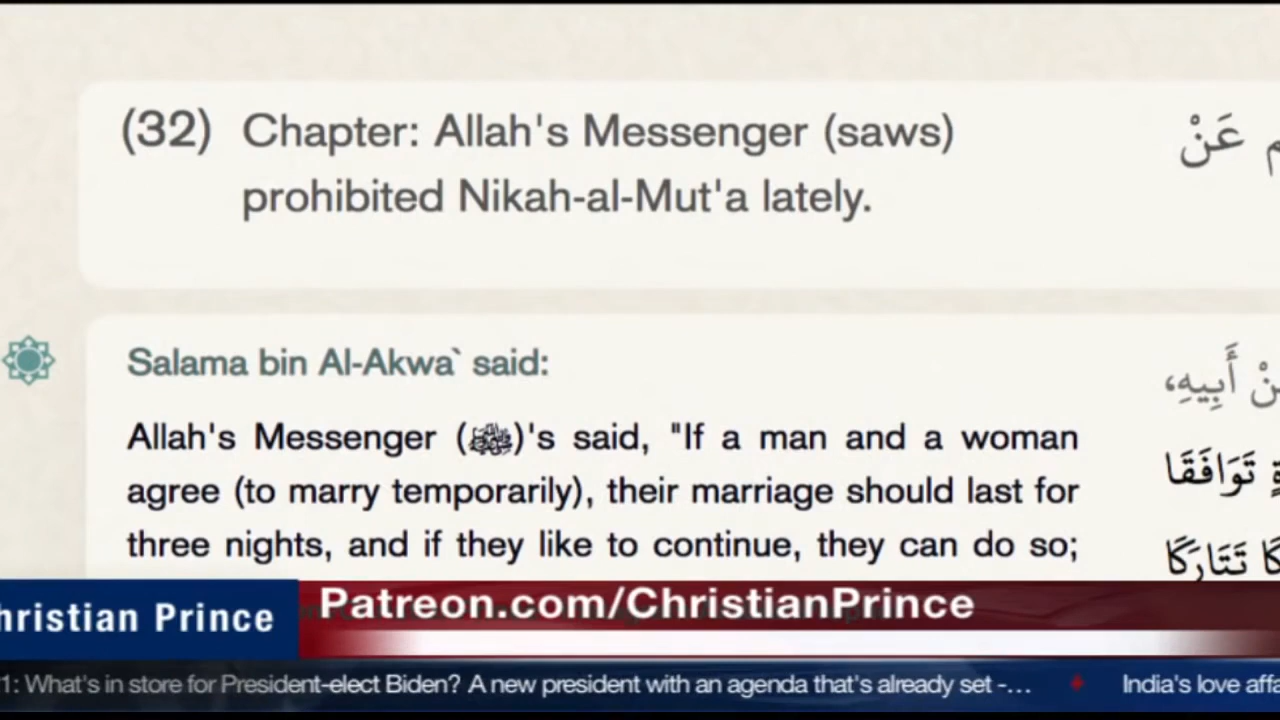 (32) Chapter: Allah's Messenger (saws)
م عَنْ
prohibited Nikah-al-Mut'a lately.
Salama bin Al-Akwa` said:
نْ أَبِيهِ،
Allah's Messenger (ﷺ)'s said, "If a man and a woman
ةٍ تَوَافَقَا
agree (to marry temporarily), their marriage should last for
three nights, and if they like to continue, they can do so;
كَا تَتَارَكَا
hristian Prince
Patreon.com/ChristianPrince
1: What's in store for President-elect Biden? A new president with an agenda that's already set -... India's love affa